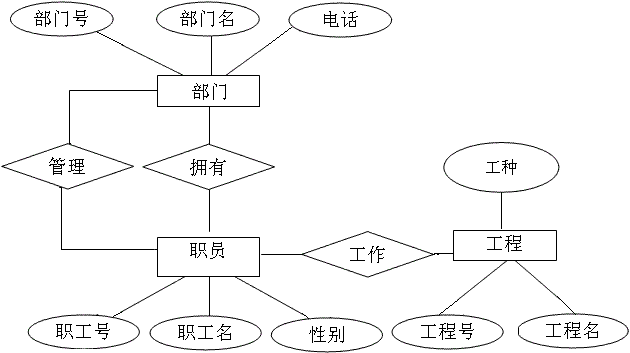 部门号
部门名
电话
部门
管理
拥有
工种
职员
工作
工程
职工号
职工名
性别
工程号
工程名